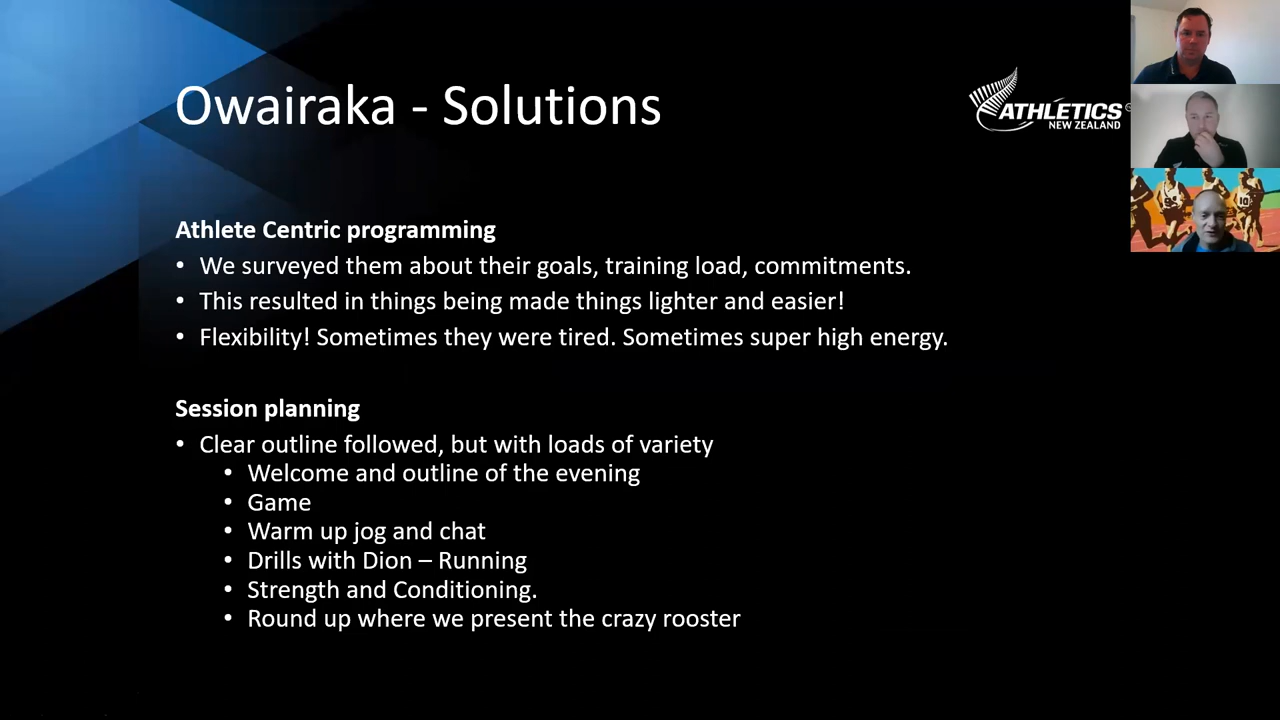 Owairaka - Solutions
ATHLETICS
NEW ZEALAND
Athlete Centric programming
• We surveyed them about their goals, training load, commitments.
• This resulted in things being made things lighter and easier!
• Flexibility! Sometimes they were tired. Sometimes super high energy.
Session planning
• Clear outline followed, but with loads of variety
• Welcome and outline of the evening
• Game
• Warm up jog and chat
• Drills with Dion – Running
• Strength and Conditioning.
• Round up where we present the crazy rooster